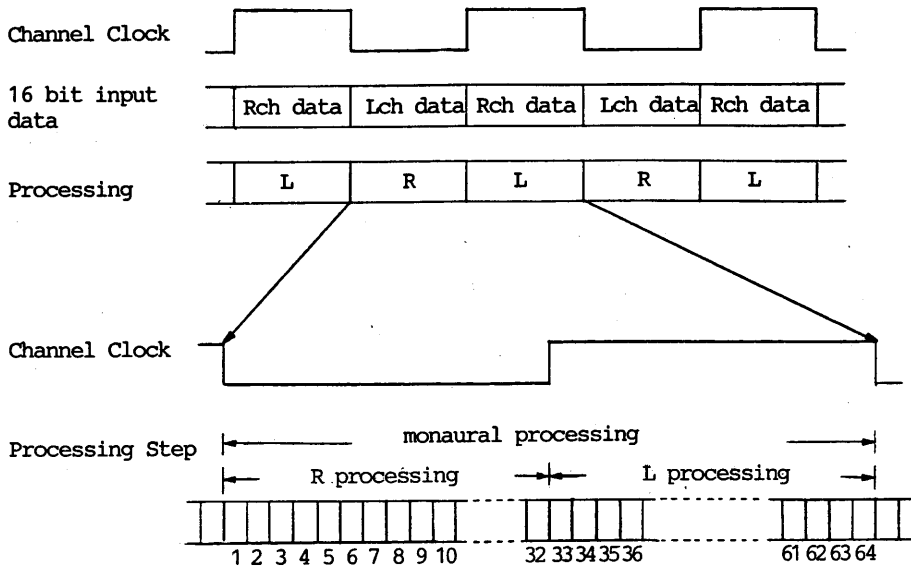 Channel Clock
16 bit input
data
Rch data Lch data Rch data Lch data Rch data
Processing
L R L R L
Channel Clock
Processing Step
monaural processing
R processing L processing
1 2 3 4 5 6 7 8 9 10 32 33 34 35 36 61 62 63 64